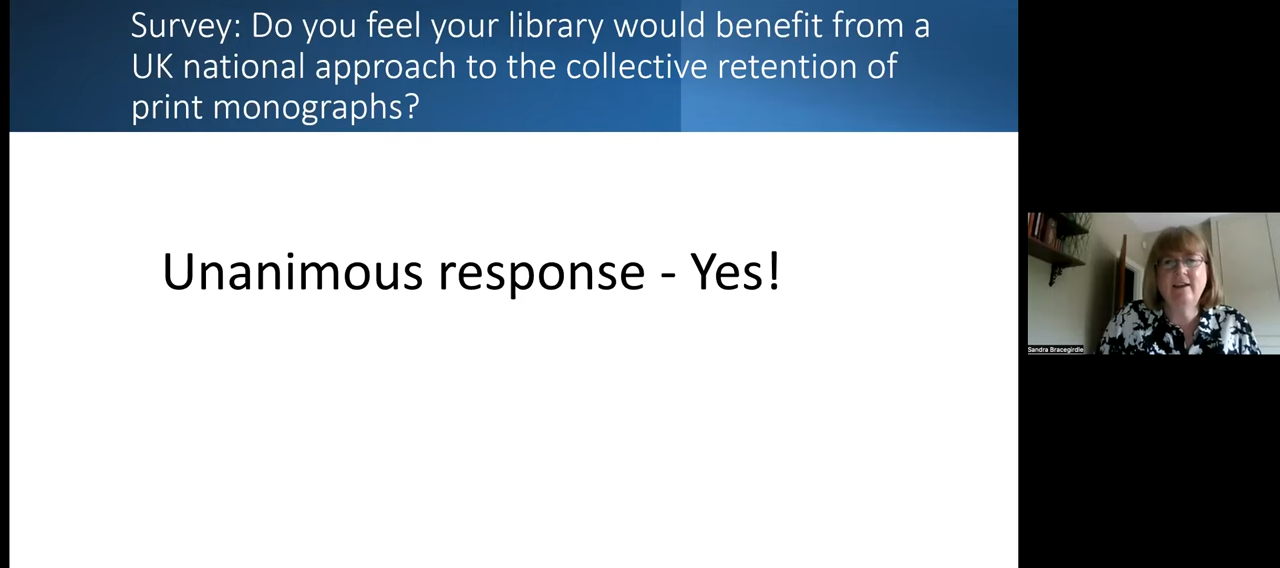 Survey: Do you feel your library would benefit from a
UK national approach to the collective retention of
print monographs?
Unanimous response - Yes!
Sandra Bracegirdle